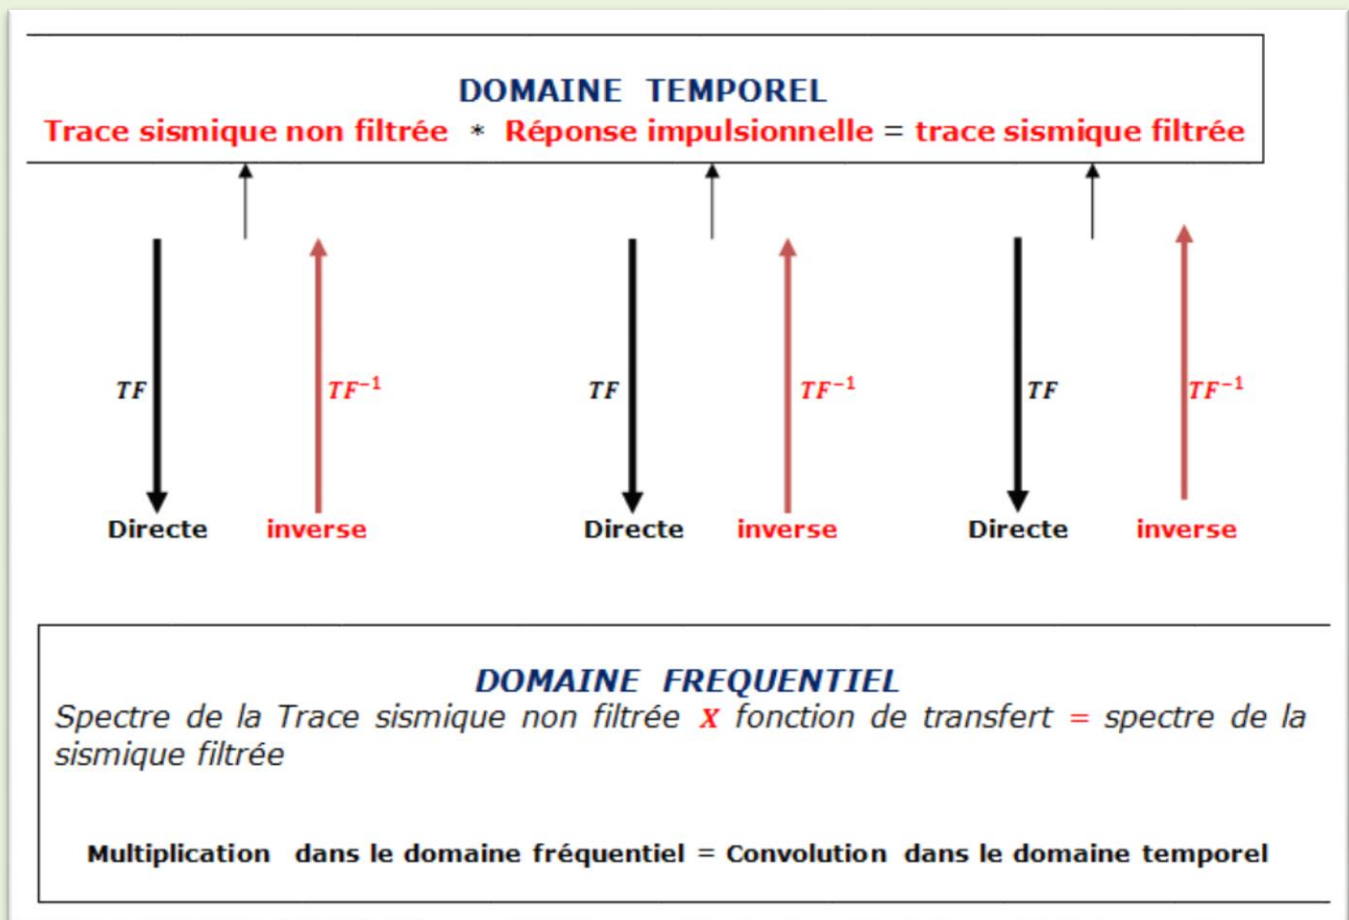 DOMAINE TEMPOREL
Trace sismique non filtrée * Réponse impulsionnelle = trace sismique filtrée
TF TF⁻¹ TF TF⁻¹ TF TF⁻¹
Directe inverse Directe inverse Directe inverse
DOMAINE FREQUENTIEL
Spectre de la Trace sismique non filtrée X fonction de transfert = spectre de la
sismique filtrée
Multiplication dans le domaine fréquentiel = Convolution dans le domaine temporel